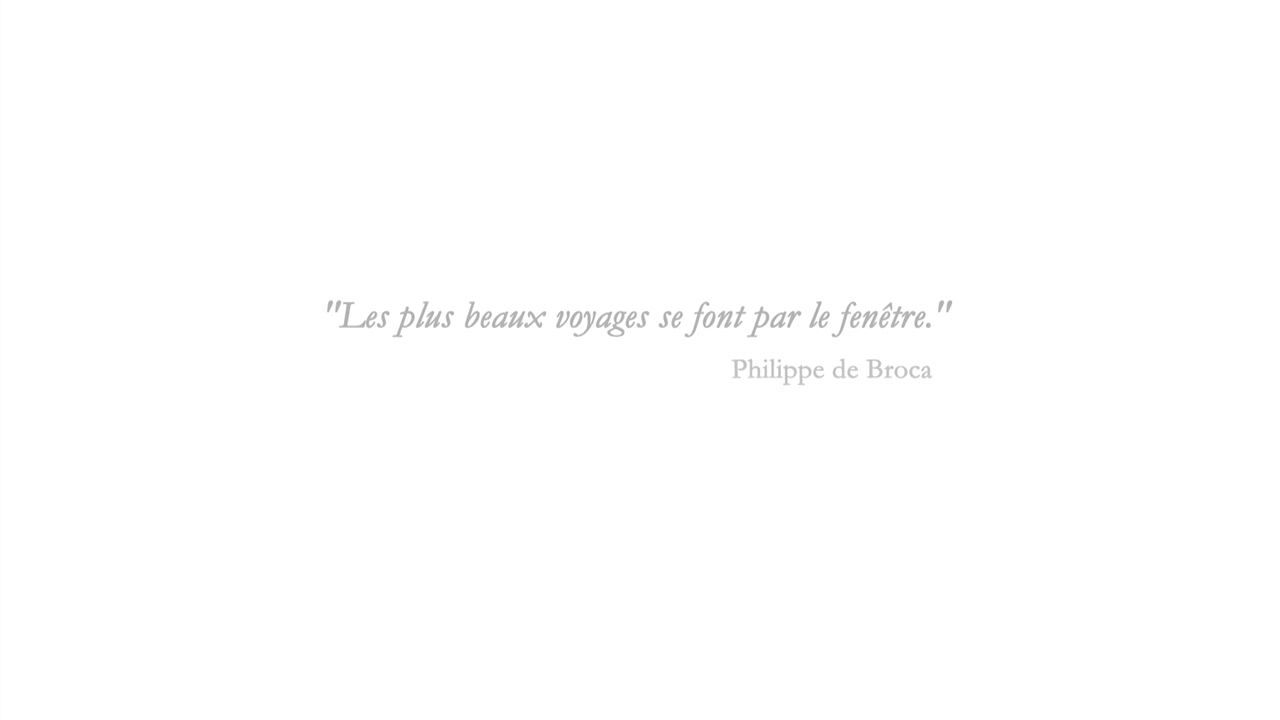 "Les plus beaux voyages se font par le fenêtre."
Philippe de Broca